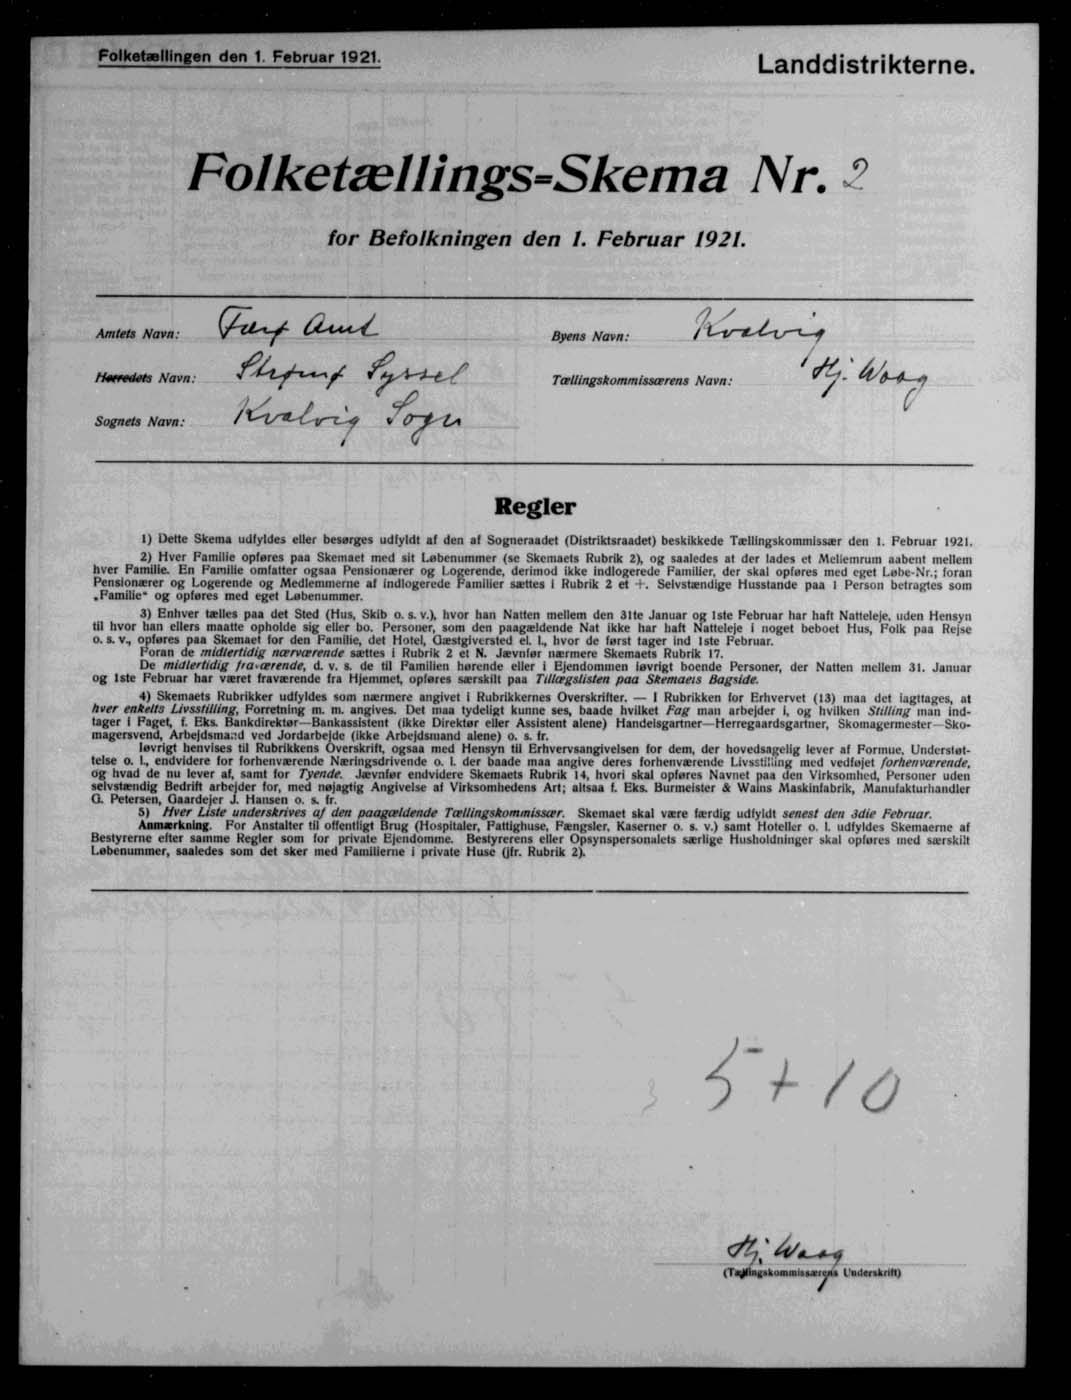 Folketællingen den 1. Februar 1921.
Landdistrikterne.
Folketællings=Skema Nr. 2
for Befolkningen den 1. Februar 1921.
Amtets Navn: Færø Amt
Byens Navn: Kvalvig
Herredets Navn: Strømø Syssel
Tællingskommissærens Navn: Hj. Waag
Sognets Navn: Kvalvig Sogn
Regler
1) Dette Skema udfyldes eller besørges udfyldt af den af Sogneraadet (Distriktsraadet) beskikkede Tællingskommissær den 1. Februar 1921.
2) Hver Familie opføres paa Skemaet med sit Løbenummer (se Skemaets Rubrik 2), og saaledes at der lades et Mellemrum aabent mellem
hver Familie. En Familie omfatter ogsaa Pensionærer og Logerende, derimod ikke indlogerede Familier, der skal opføres med eget Løbe-Nr.; foran
Pensionærer og Logerende og Medlemmerne af indlogerede Familier sættes i Rubrik 2 et +. Selvstændige Husstande paa 1 Person betragtes som
„Familie“ og opføres med eget Løbenummer.
3) Enhver tælles paa det Sted (Hus, Skib o. s. v.), hvor han Natten mellem den 31te Januar og 1ste Februar har haft Natteleje, uden Hensyn
til hvor han ellers maatte opholde sig eller bo. Personer, som den paagældende Nat ikke har haft Natteleje i noget beboet Hus, Folk paa Rejse
o. s. v., opføres paa Skemaet for den Familie, det Hotel, Gæstgiversted el. l., hvor de først tager ind 1ste Februar.
Foran de midlertidig nærværende sættes i Rubrik 2 et N. Jævnfør nærmere Skemaets Rubrik 17.
De midlertidig fraværende, d. v. s. de til Familien hørende eller i Ejendommen iøvrigt boende Personer, der Natten mellem 31. Januar
og 1ste Februar har været fraværende fra Hjemmet, opføres særskilt paa Tillægslisten paa Skemaets Bagside.
4) Skemaets Rubrikker udfyldes som nærmere angivet i Rubrikkernes Overskrifter. — I Rubrikken for Erhvervet (13) maa det iagttages, at
hver enkelts Livsstilling, Forretning m. m. angives. Det maa tydeligt kunne ses, baade hvilket Fag man arbejder i, og hvilken Stilling man ind-
tager i Faget, f. Eks. Bankdirektør—Bankassistent (ikke Direktør eller Assistent alene) Handelsgartner—Herregaardsgartner, Skomagermester—Sko-
magersvend, Arbejdsmand ved Jordarbejde (ikke Arbejdsmand alene) o. s. fr.
Iøvrigt henvises til Rubrikkens Overskrift, ogsaa med Hensyn til Erhvervsangivelsen for dem, der hovedsagelig lever af Formue, Understøt-
telse o. l., endvidere for forhenværende Næringsdrivende o. l. der baade maa angive deres forhenværende Livsstilling med vedføjet forhenværende,
og hvad de nu lever af, samt for Tyende. Jævnfør endvidere Skemaets Rubrik 14, hvori skal opføres Navnet paa den Virksomhed, Personer uden
selvstændig Bedrift arbejder for, med nøjagtig Angivelse af Virksomhedens Art; altsaa f. Eks. Burmeister & Wains Maskinfabrik, Manufakturhandler
G. Petersen, Gaardejer J. Hansen o. s. fr.
5) Hver Liste underskrives af den paagældende Tællingskommissær. Skemaet skal være færdig udfyldt senest den 3die Februar.
Anmærkning. For Anstalter til offentligt Brug (Hospitaler, Fattighuse, Fængsler, Kaserner o. s. v.) samt Hoteller o. l. udfyldes Skemaerne af
Bestyrerne efter samme Regler som for private Ejendomme. Bestyrerens eller Opsynspersonalets særlige Husholdninger skal opføres med særskilt
Løbenummer, saaledes som det sker med Familierne i private Huse (jfr. Rubrik 2).
5 + 10
Hj. Waag
(Tællingskommissærens Underskrift)